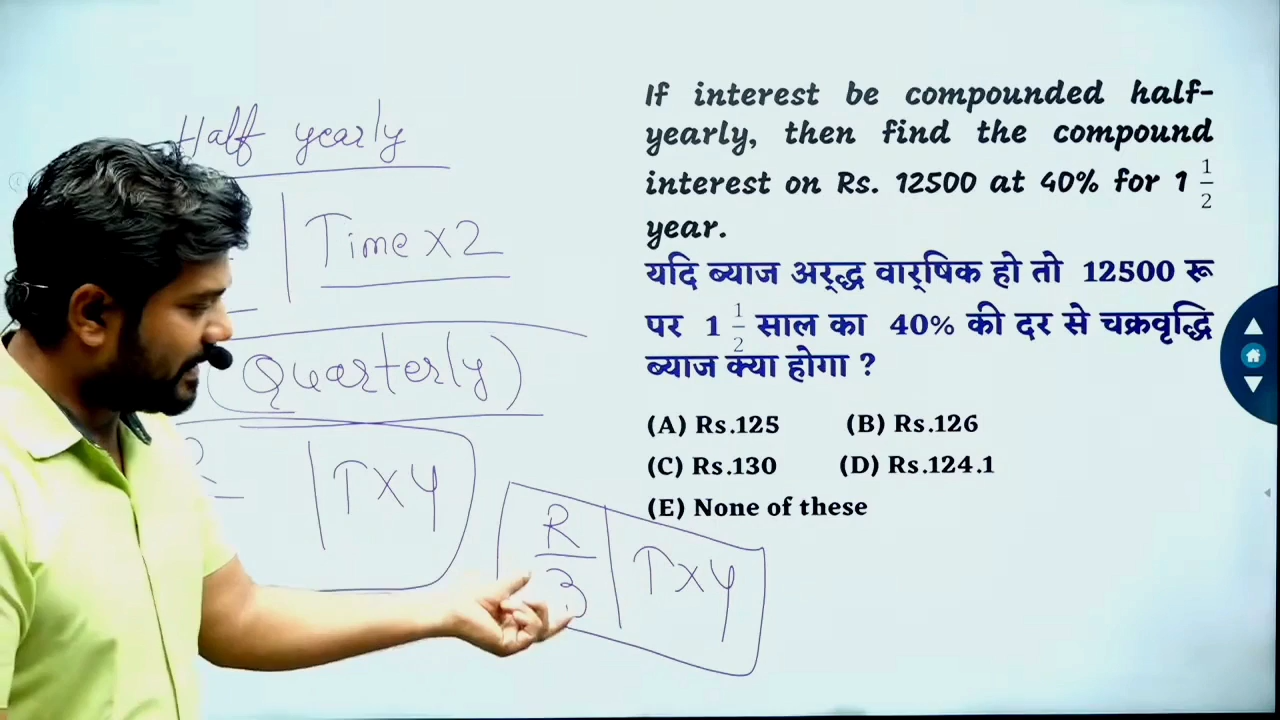 Half yearly
Time x 2
Quarterly
T x 4
R
3
T x 4
If interest be compounded half-
yearly, then find the compound
interest on Rs. 12500 at 40% for 1 1/2
year.
यदि ब्याज अर्द्ध वार्षिक हो तो 12500 रू
पर 1 1/2 साल का 40% की दर से चक्रवृद्धि
ब्याज क्या होगा ?
(A) Rs.125 (B) Rs.126
(C) Rs.130 (D) Rs.124.1
(E) None of these